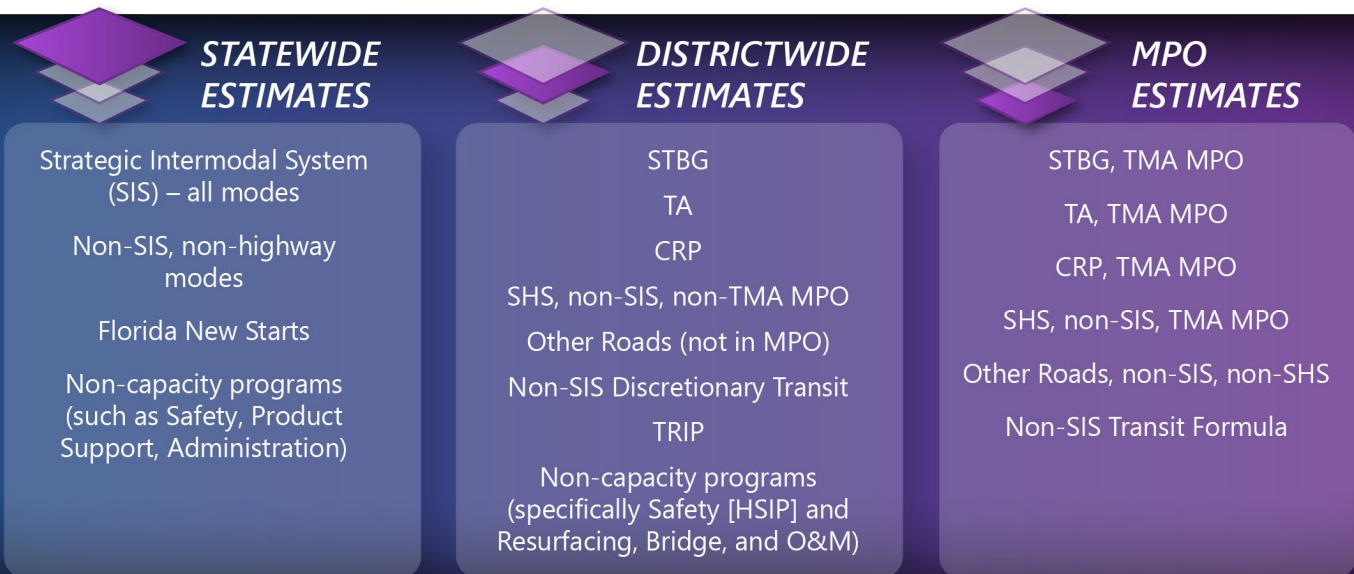 STATEWIDE
ESTIMATES
Strategic Intermodal System
(SIS) – all modes
Non-SIS, non-highway
modes
Florida New Starts
Non-capacity programs
(such as Safety, Product
Support, Administration)
DISTRICTWIDE
ESTIMATES
STBG
TA
CRP
SHS, non-SIS, non-TMA MPO
Other Roads (not in MPO)
Non-SIS Discretionary Transit
TRIP
Non-capacity programs
(specifically Safety [HSIP] and
Resurfacing, Bridge, and O&M)
MPO
ESTIMATES
STBG, TMA MPO
TA, TMA MPO
CRP, TMA MPO
SHS, non-SIS, TMA MPO
Other Roads, non-SIS, non-SHS
Non-SIS Transit Formula